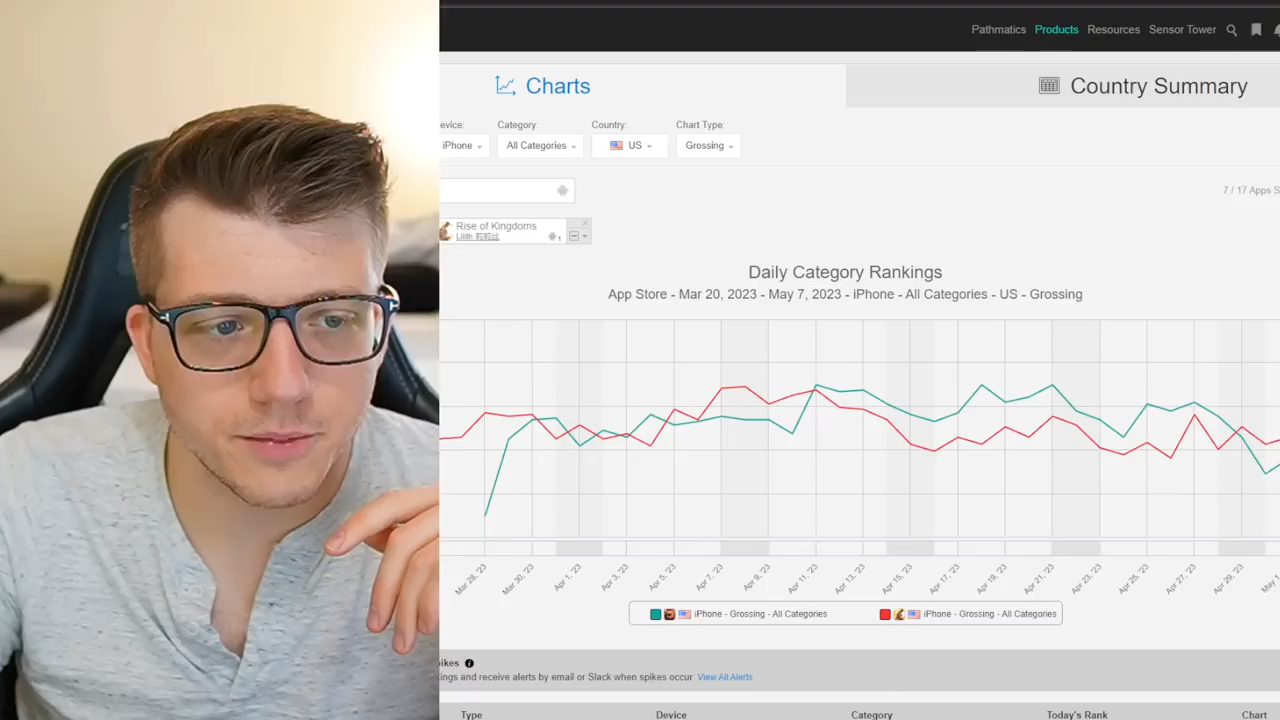 Pathmatics Products Resources Sensor Tower
Charts
Country Summary
evice: Category: Country: Chart Type:
iPhone All Categories US Grossing
7 / 17 Apps S
Rise of Kingdoms
Lilith
1
Daily Category Rankings
App Store - Mar 20, 2023 - May 7, 2023 - iPhone - All Categories - US - Grossing
Mar 28, '23 Mar 30, '23 Apr 1, '23 Apr 3, '23 Apr 5, '23 Apr 7, '23 Apr 9, '23 Apr 11, '23 Apr 13, '23 Apr 15, '23 Apr 17, '23 Apr 19, '23 Apr 21, '23 Apr 23, '23 Apr 25, '23 Apr 27, '23 Apr 29, '23 May
iPhone - Grossing - All Categories iPhone - Grossing - All Categories
ikes
ings and receive alerts by email or Slack when spikes occur View All Alerts
Type Device Category Today's Rank Chart